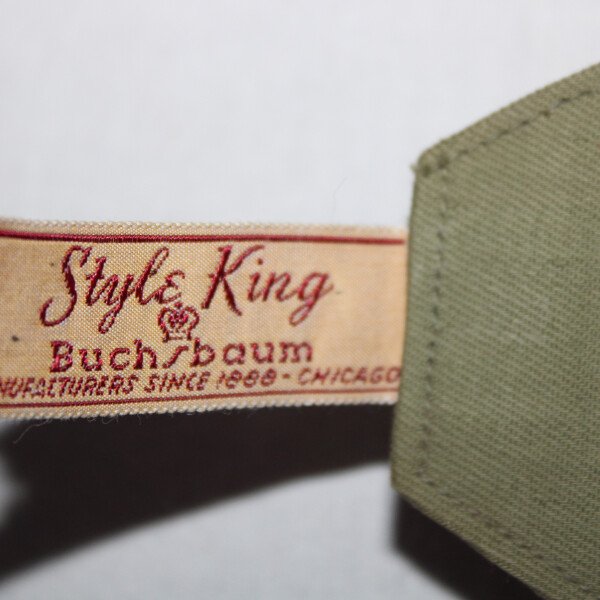 Style King
Buchsbaum
NUFACTURERS SINCE 1888 - CHICAGO